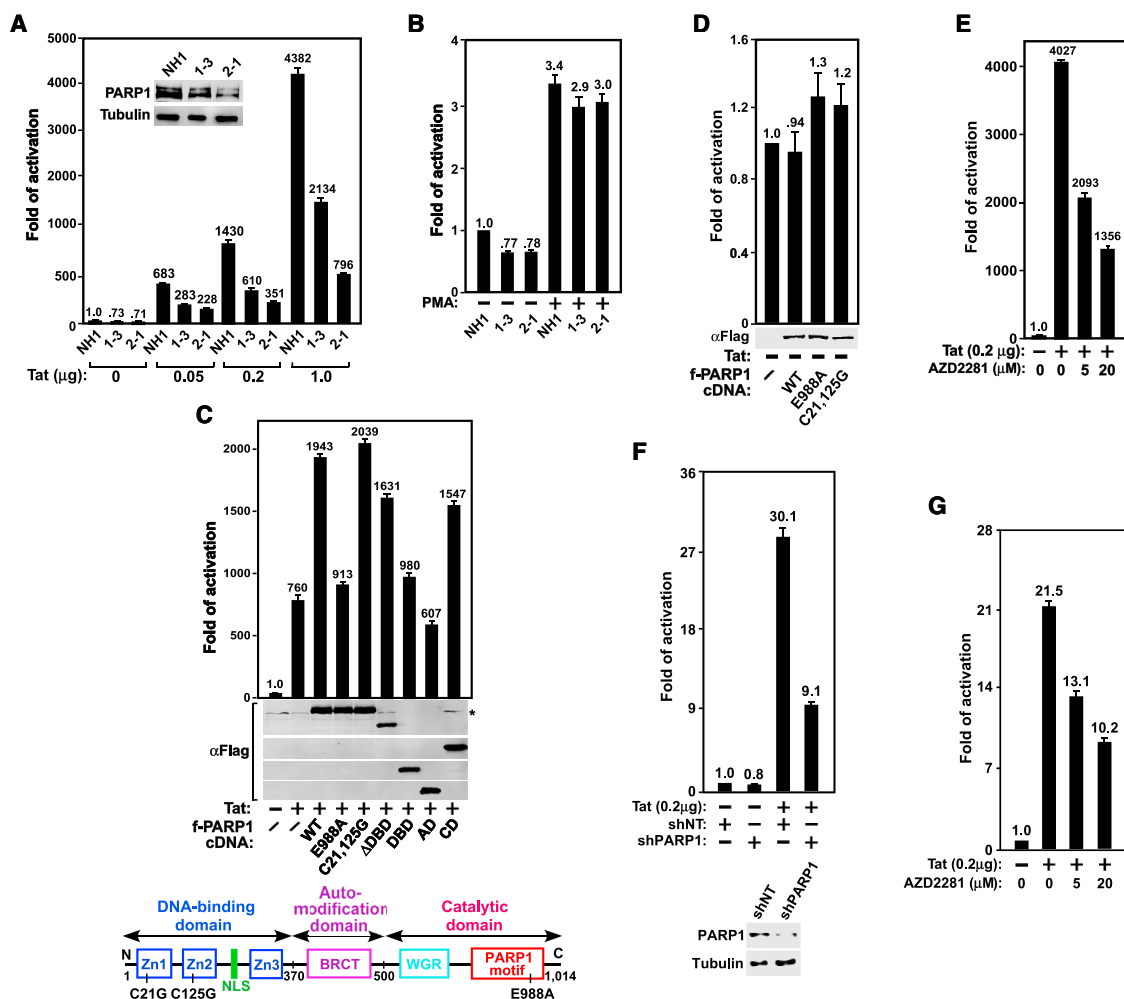 A
Fold of activation
5000
4000
3000
2000
1000
500
0
NH1 1-3 2-1
PARP1
Tubulin
1.0 .73 .71 683 283 228 1430 610 351 4382 2134 796
NH1 1-3 2-1 NH1 1-3 2-1 NH1 1-3 2-1 NH1 1-3 2-1
Tat (μg): 0 0.05 0.2 1.0
B
Fold of activation
4
3
2
1
0
1.0 .77 .78 3.4 2.9 3.0
PMA: − − − + + +
NH1 1-3 2-1 NH1 1-3 2-1
D
Fold of activation
1.6
1.2
0.8
0.4
0
1.0 .94 1.3 1.2
αFlag
Tat: − − − −
f-PARP1
cDNA:
− WT E988A C21,125G
E
Fold of activation
4000
3000
4000
1000
0
1.0 4027 2093 1356
Tat (0.2 μg): − + + +
AZD2281 (μM): 0 0 5 20
C
Fold of activation
2000
1500
1000
500
0
1.0 760 1943 913 2039 1631 980 607 1547
*
αFlag
Tat: − + + + + + + + +
f-PARP1
cDNA:
− − WT E988A C21,125G ΔDBD DBD AD CD
DNA-binding
domain
Auto-
modification
domain
Catalytic
domain
N C
Zn1 Zn2 Zn3 BRCT WGR PARP1
motif
1 370 500 1,014
NLS
C21G C125G E988A
F
Fold of activation
36
27
18
9
0
1.0 0.8 30.1 9.1
Tat (0.2μg): − − + +
shNT: + − + −
shPARP1: − + − +
shNT shPARP1
PARP1
Tubulin
G
Fold of activation
28
21
14
7
0
1.0 21.5 13.1 10.2
Tat (0.2μg): − + + +
AZD2281 (μM): 0 0 5 20